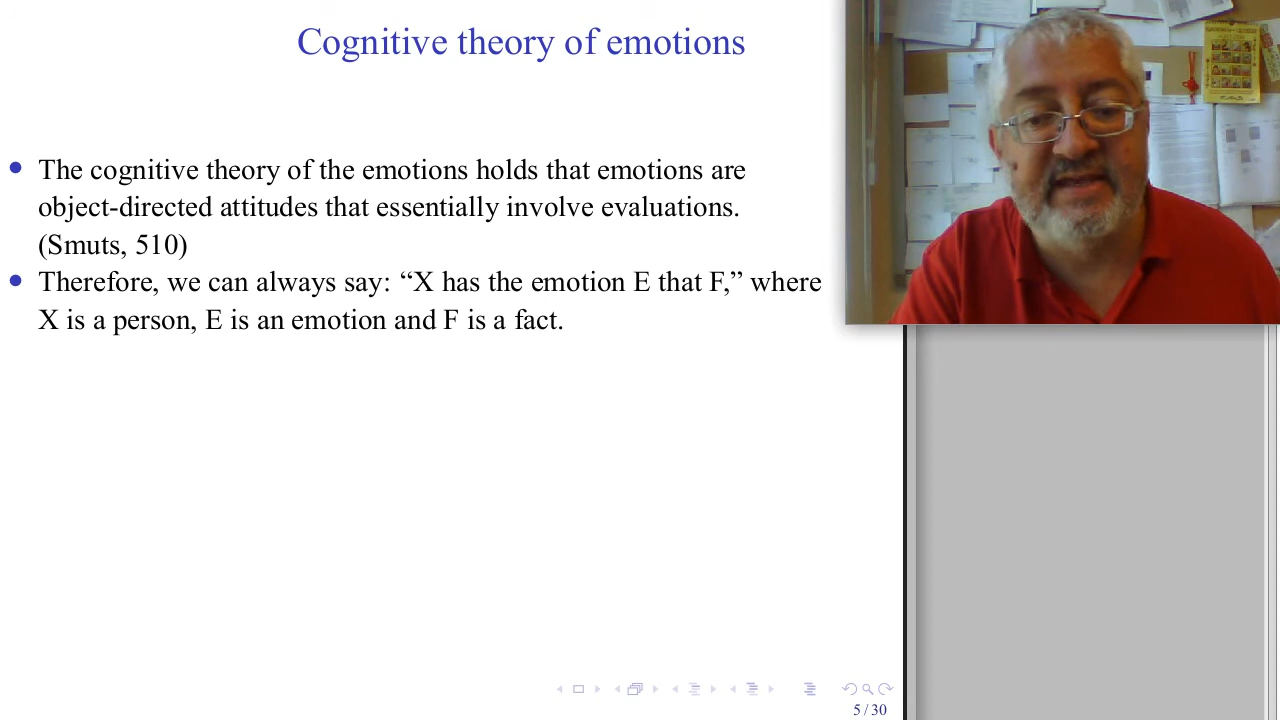 Cognitive theory of emotions
The cognitive theory of the emotions holds that emotions are
object-directed attitudes that essentially involve evaluations.
(Smuts, 510)
Therefore, we can always say: “X has the emotion E that F,” where
X is a person, E is an emotion and F is a fact.
5 / 30